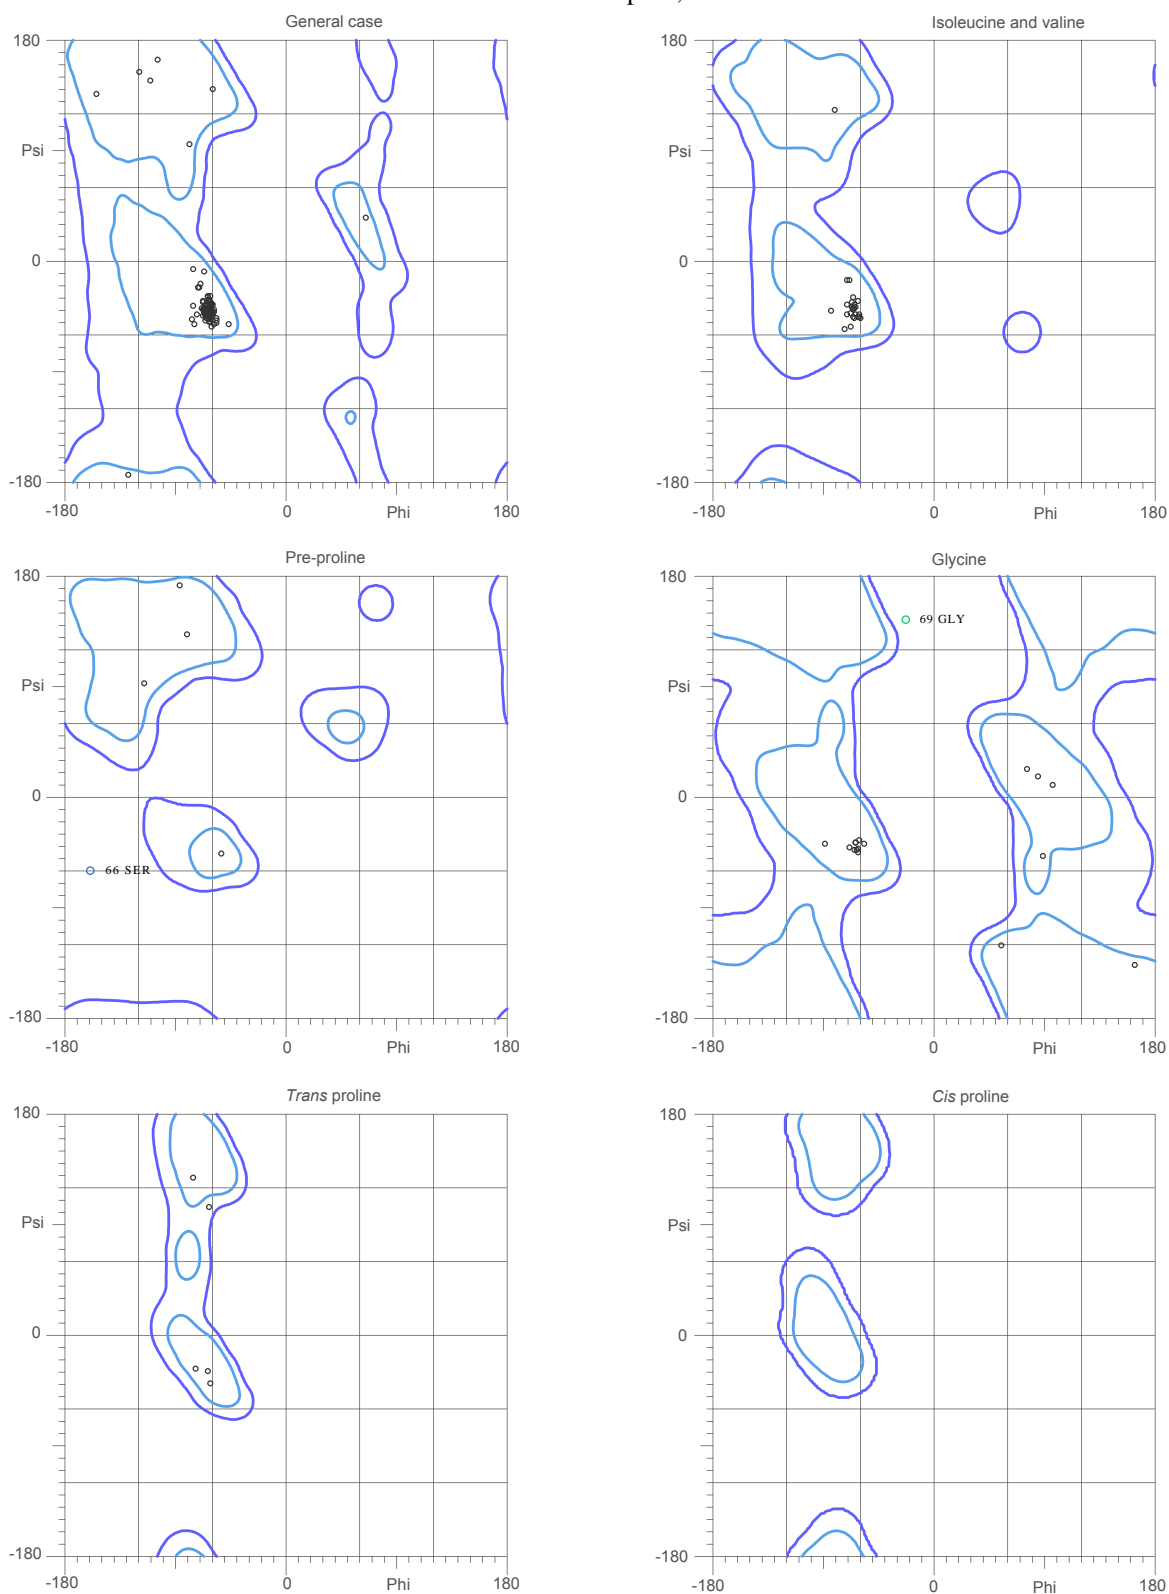 General case
Isoleucine and valine
180
Psi
0
-180
-180
0
Phi
180
180
Psi
0
-180
-180
0
Phi
180
Pre-proline
Glycine
180
Psi
0
-180
66 SER
-180
0
Phi
180
180
Psi
0
-180
69 GLY
-180
0
Phi
180
Trans proline
Cis proline
180
Psi
0
-180
-180
0
Phi
180
180
Psi
0
-180
-180
0
Phi
180